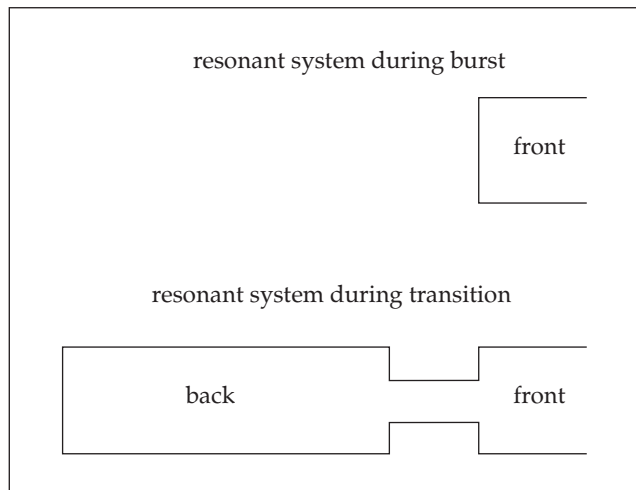 resonant system during burst
front
resonant system during transition
back front